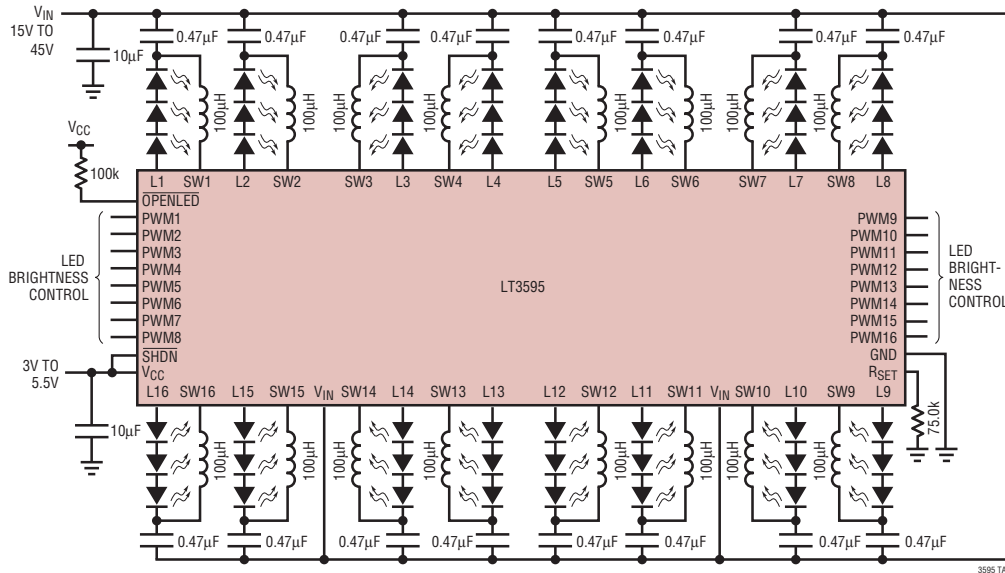 VIN
15V TO
45V
10µF
0.47µF 0.47µF 0.47µF 0.47µF 0.47µF 0.47µF 0.47µF 0.47µF
100µH 100µH 100µH 100µH 100µH 100µH 100µH 100µH
VCC
100k
L1 SW1 L2 SW2 SW3 L3 SW4 L4 L5 SW5 L6 SW6 SW7 L7 SW8 L8
OPENLED
PWM1
PWM2
PWM3
PWM4
PWM5
PWM6
PWM7
PWM8
LED
BRIGHTNESS
CONTROL
LT3595
PWM9
PWM10
PWM11
PWM12
PWM13
PWM14
PWM15
PWM16
LED
BRIGHT-
NESS
CONTROL
SHDN
VCC
3V TO
5.5V
GND
RSET
L16 SW16 L15 SW15 VIN SW14 L14 SW13 L13 L12 SW12 L11 SW11 VIN SW10 L10 SW9 L9
10µF
75.0k
100µH 100µH 100µH 100µH 100µH 100µH 100µH 100µH
0.47µF 0.47µF 0.47µF 0.47µF 0.47µF 0.47µF 0.47µF 0.47µF
3595 TA